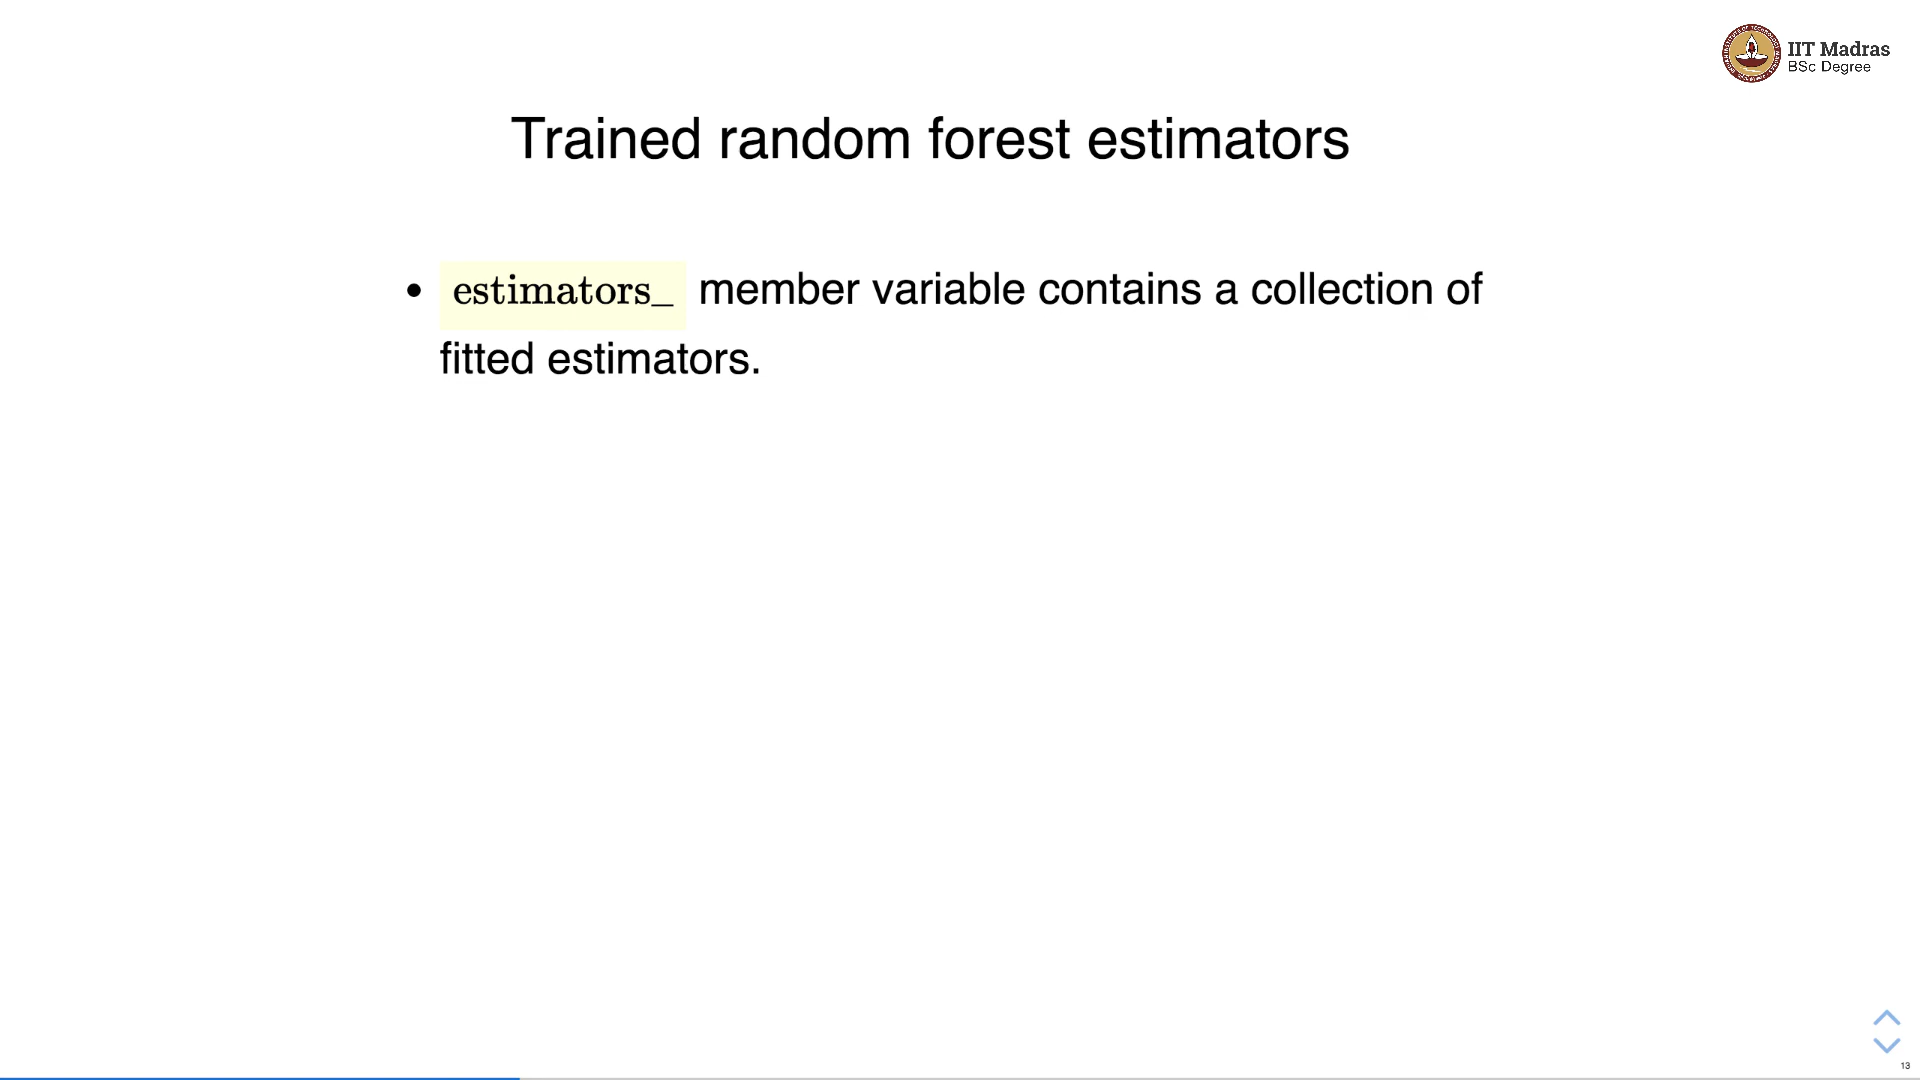 IIT Madras
BSc Degree
Trained random forest estimators
• estimators_ member variable contains a collection of
fitted estimators.
13